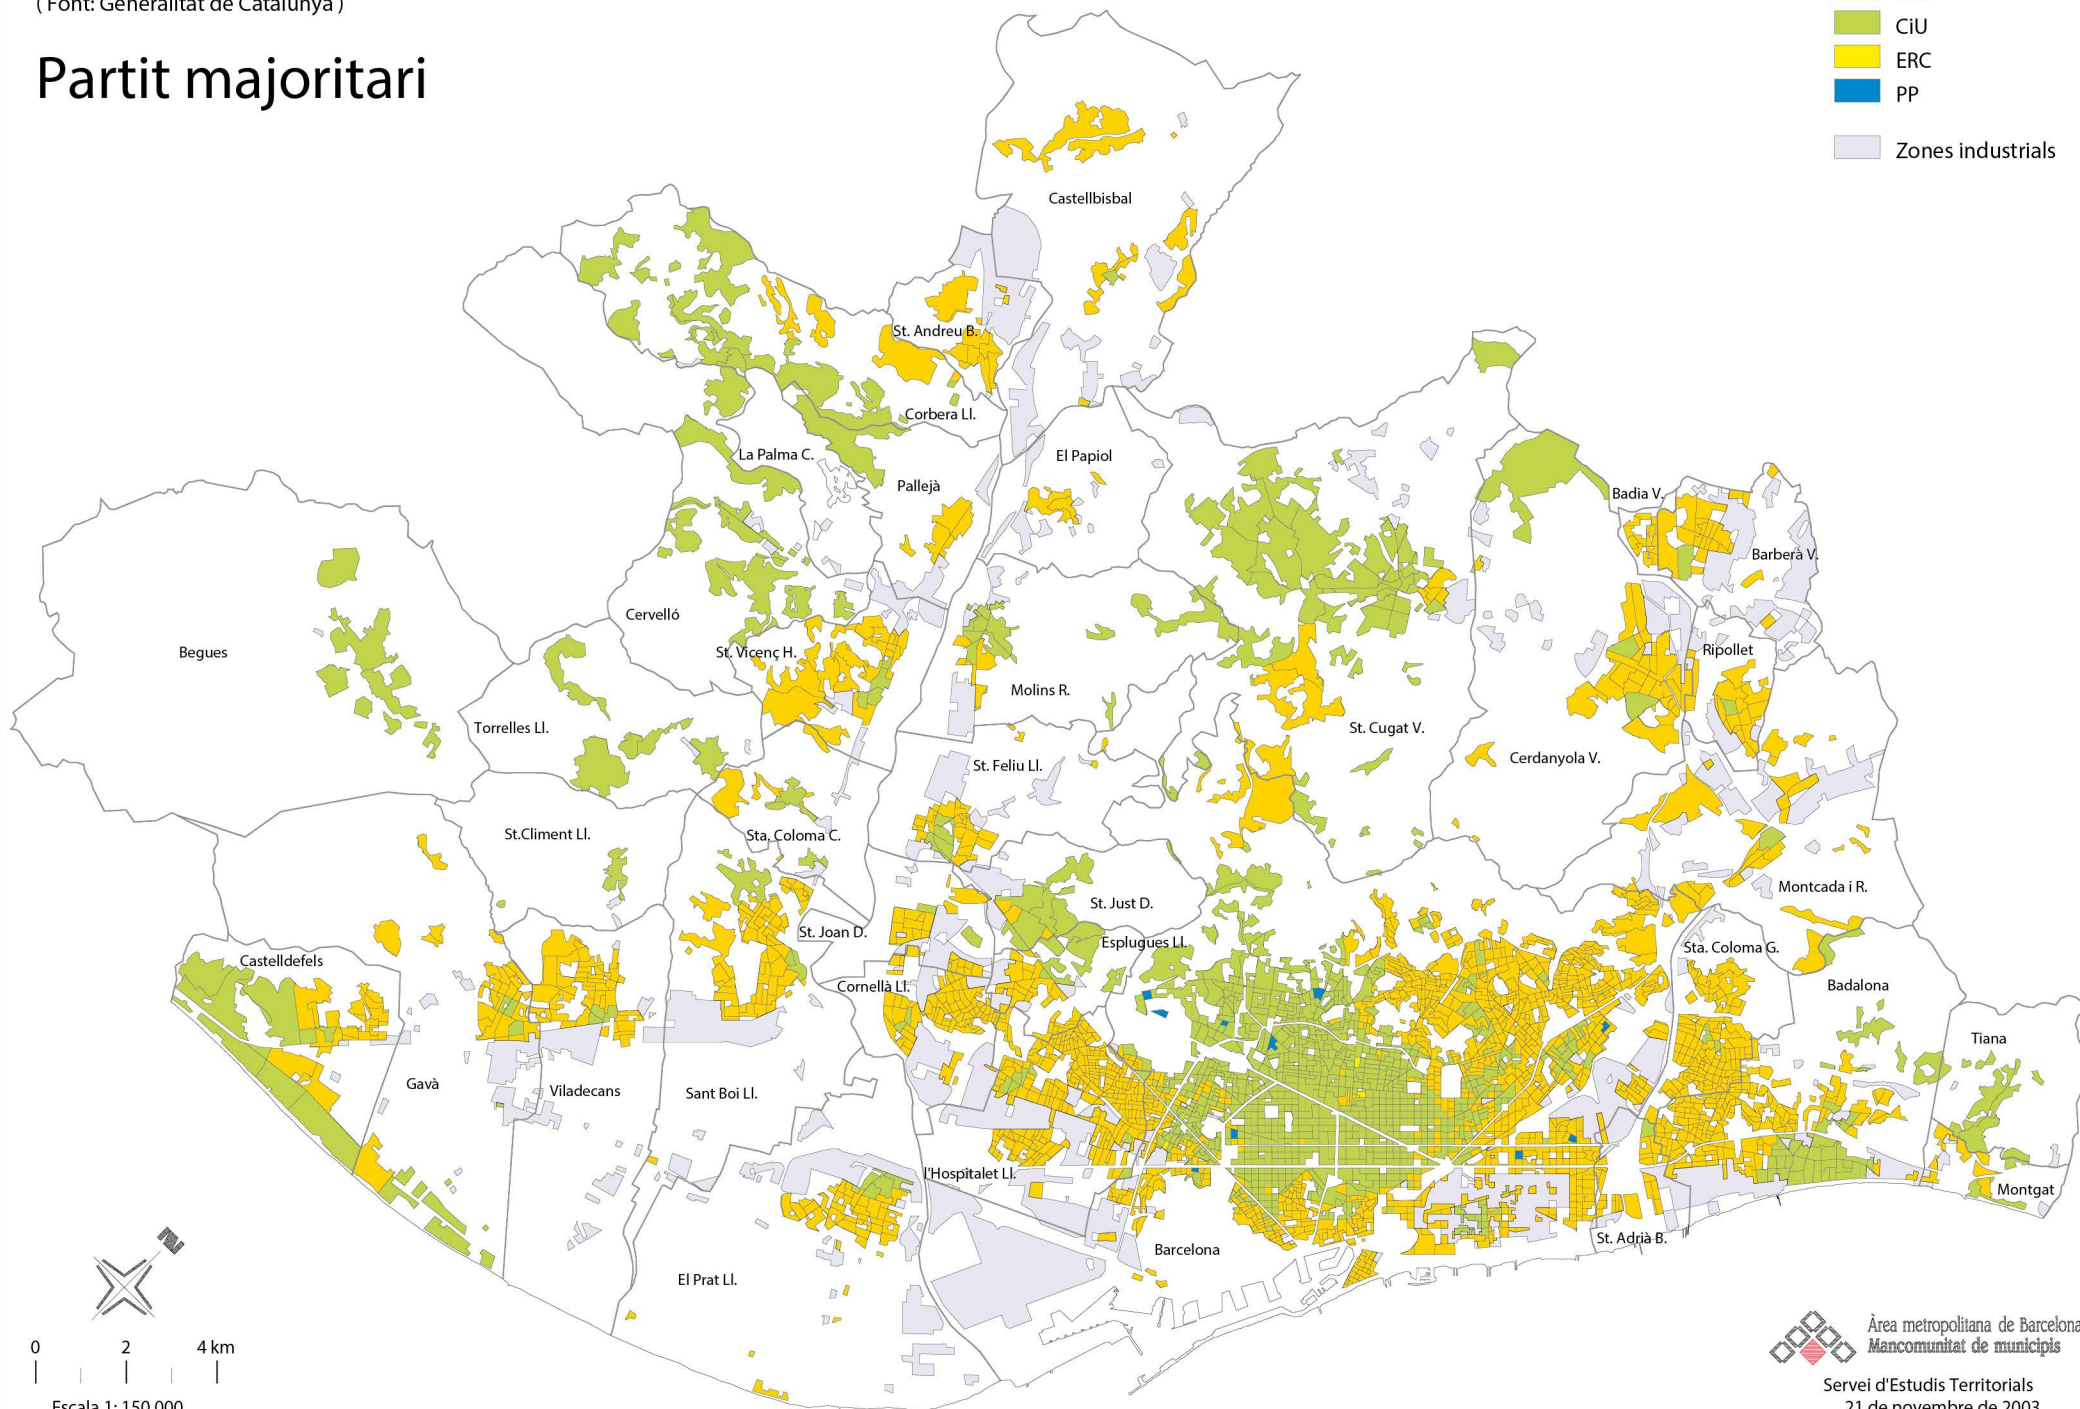 ( Font: Generalitat de Catalunya )
Partit majoritari
CiU
ERC
PP
Zones industrials
Castellbisbal
St. Andreu B.
Corbera Ll.
La Palma C.
El Papiol
Pallejà
Badia V.
Barberà V.
Cervelló
Begues
St. Vicenç H.
Ripollet
Molins R.
Torrelles Ll.
St. Cugat V.
Cerdanyola V.
St. Feliu Ll.
St.Climent Ll.
Sta. Coloma C.
Montcada i R.
St. Just D.
St. Joan D.
Esplugues Ll.
Sta. Coloma G.
Castelldefels
Cornellà Ll.
Badalona
Tiana
Gavà
Viladecans
Sant Boi Ll.
l'Hospitalet Ll.
Montgat
St. Adrià B.
Barcelona
El Prat Ll.
N
0 2 4 km
Escala 1: 150.000
Àrea metropolitana de Barcelona
Mancomunitat de municipis
Servei d'Estudis Territorials
21 de novembre de 2003